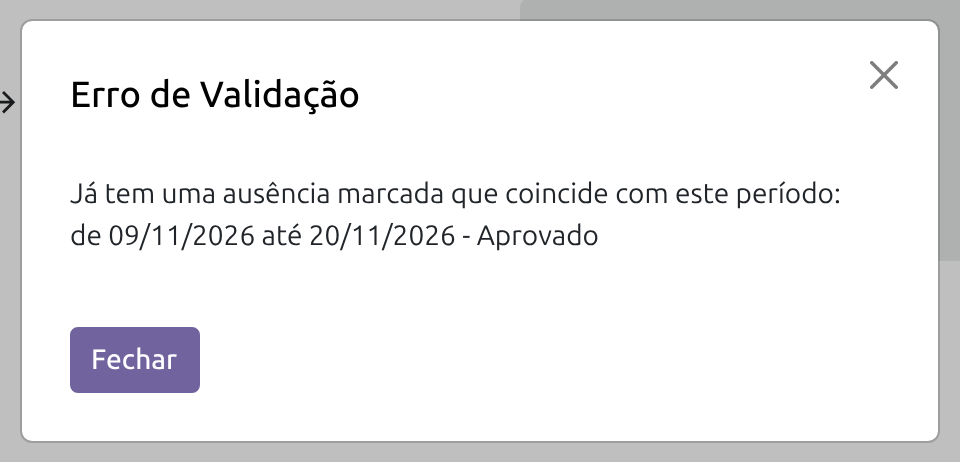 Erro de Validação
Já tem uma ausência marcada que coincide com este período:
de 09/11/2026 até 20/11/2026 - Aprovado
Fechar